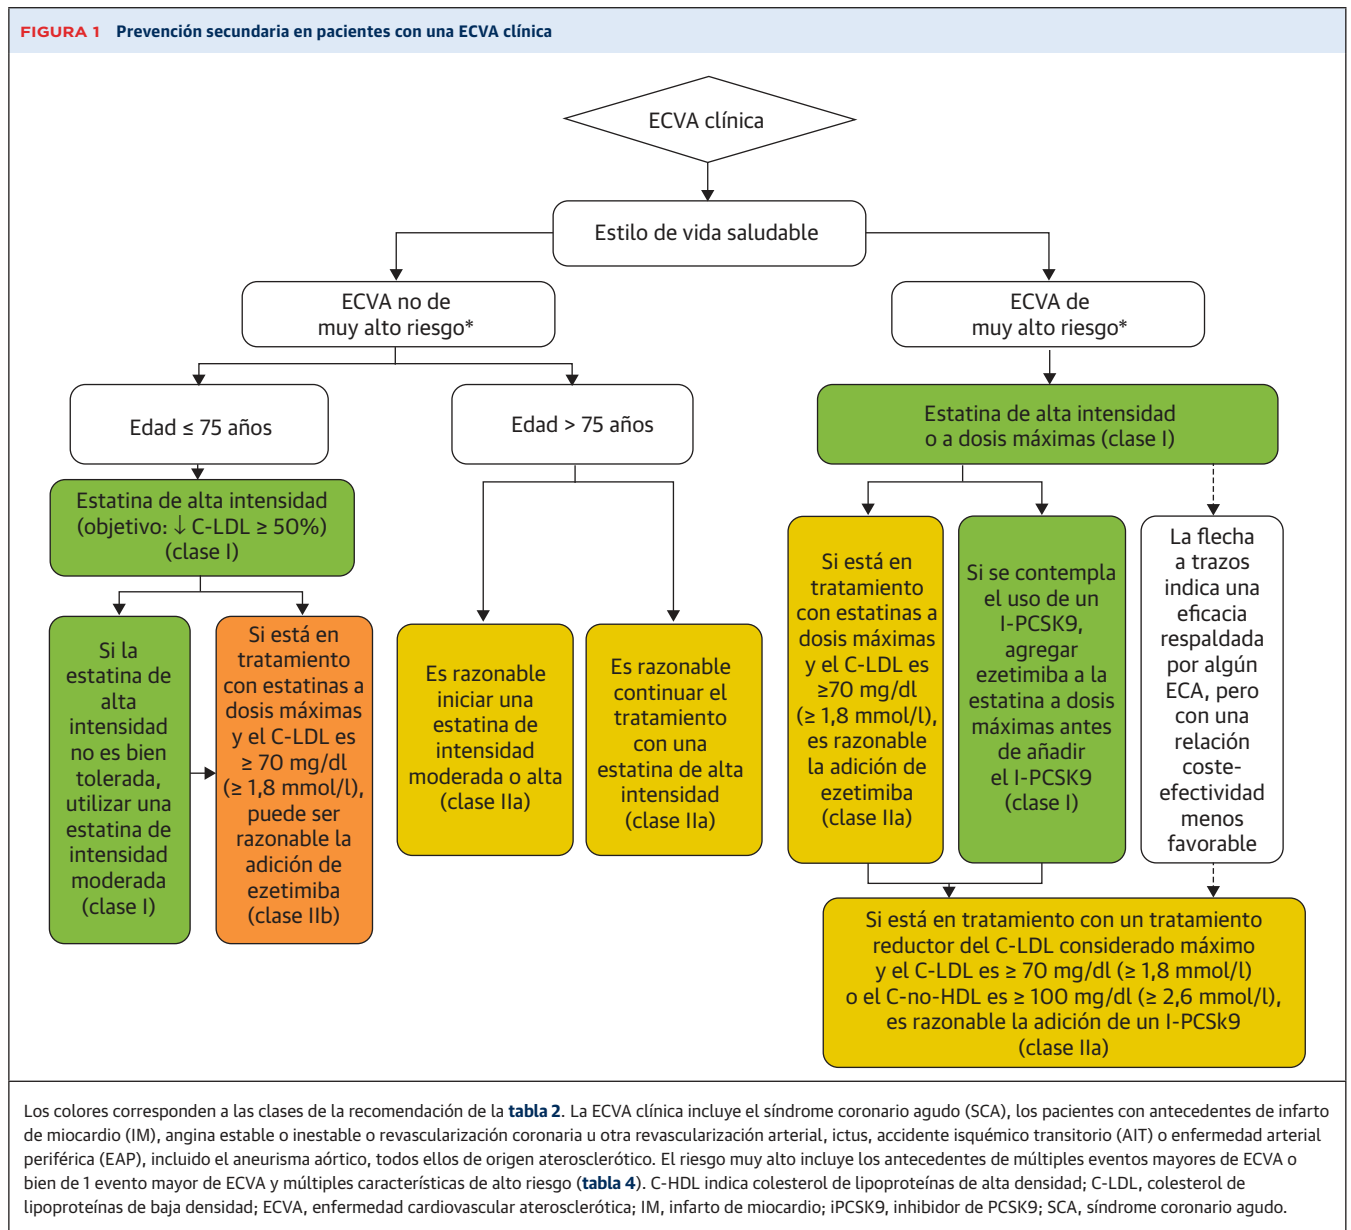 FIGURA 1 Prevención secundaria en pacientes con una ECVA clínica
ECVA clínica
Estilo de vida saludable
ECVA no de
muy alto riesgo*
ECVA de
muy alto riesgo*
Edad ≤ 75 años
Edad > 75 años
Estatina de alta intensidad
o a dosis máximas (clase I)
Estatina de alta intensidad
(objetivo: ↓ C-LDL ≥ 50%)
(clase I)
Si la
estatina de
alta
intensidad
no es bien
tolerada,
utilizar una
estatina de
intensidad
moderada
(clase I)
Si está en
tratamiento
con estatinas a
dosis máximas
y el C-LDL es
≥ 70 mg/dl
(≥ 1,8 mmol/l),
puede ser
razonable la
adición de
ezetimiba
(clase IIb)
Es razonable
iniciar una
estatina de
intensidad
moderada o alta
(clase IIa)
Es razonable
continuar el
tratamiento
con una
estatina de alta
intensidad
(clase IIa)
Si está en
tratamiento
con estatinas a
dosis máximas
y el C-LDL es
≥70 mg/dl
(≥ 1,8 mmol/l),
es razonable
la adición de
ezetimiba
(clase IIa)
Si se contempla
el uso de un
I-PCSK9,
agregar
ezetimiba a la
estatina a dosis
máximas antes
de añadir
el I-PCSK9
(clase I)
La flecha
a trazos
indica una
eficacia
respaldada
por algún
ECA, pero
con una
relación
coste-
efectividad
menos
favorable
Si está en tratamiento con un tratamiento
reductor del C-LDL considerado máximo
y el C-LDL es ≥ 70 mg/dl (≥ 1,8 mmol/l)
o el C-no-HDL es ≥ 100 mg/dl (≥ 2,6 mmol/l),
es razonable la adición de un I-PCSk9
(clase IIa)
Los colores corresponden a las clases de la recomendación de la tabla 2. La ECVA clínica incluye el síndrome coronario agudo (SCA), los pacientes con antecedentes de infarto
de miocardio (IM), angina estable o inestable o revascularización coronaria u otra revascularización arterial, ictus, accidente isquémico transitorio (AIT) o enfermedad arterial
periférica (EAP), incluido el aneurisma aórtico, todos ellos de origen aterosclerótico. El riesgo muy alto incluye los antecedentes de múltiples eventos mayores de ECVA o
bien de 1 evento mayor de ECVA y múltiples características de alto riesgo (tabla 4). C-HDL indica colesterol de lipoproteínas de alta densidad; C-LDL, colesterol de
lipoproteínas de baja densidad; ECVA, enfermedad cardiovascular aterosclerótica; IM, infarto de miocardio; iPCSK9, inhibidor de PCSK9; SCA, síndrome coronario agudo.